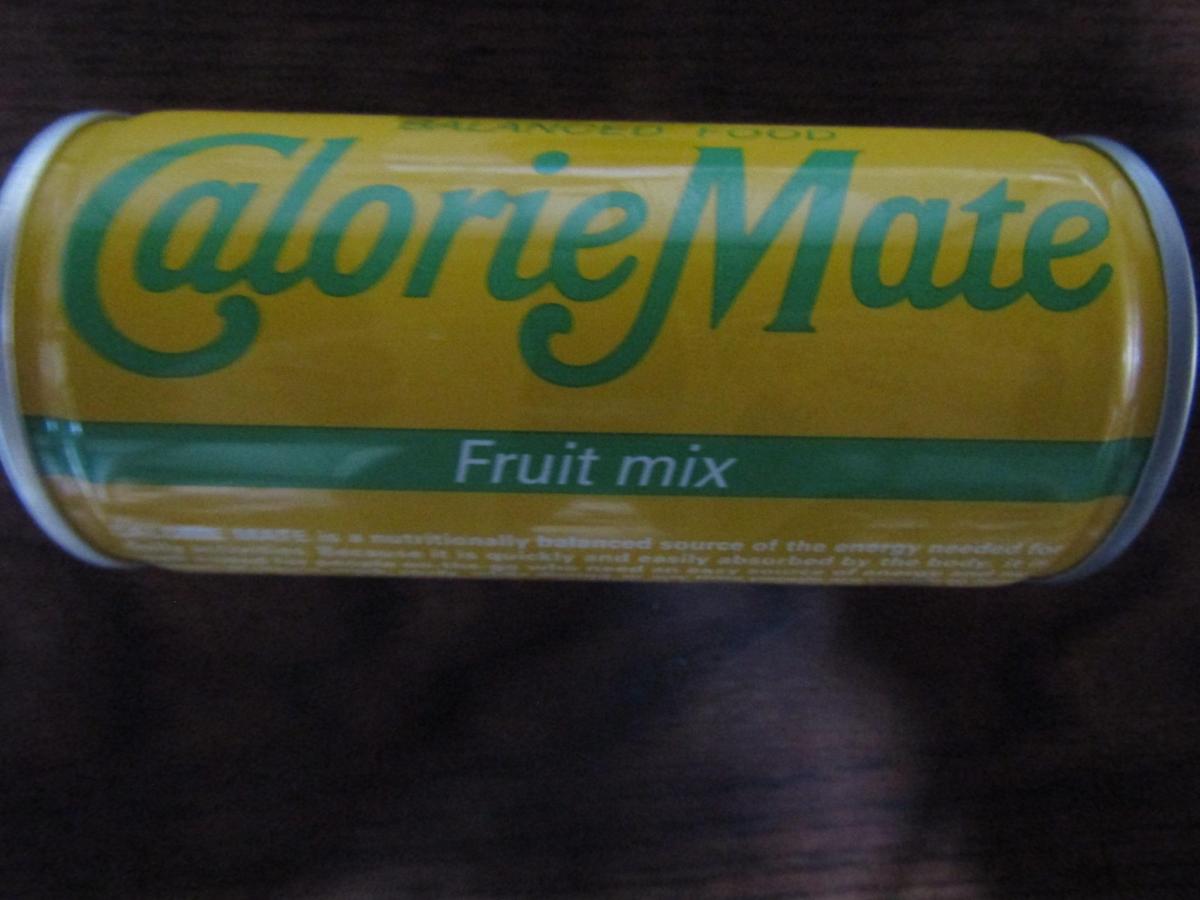 BALANCED FOOD
CalorieMate
Fruit mix
MATE is a nutritionally balanced source of the energy needed for
Because it is quickly and easily absorbed by the body, it